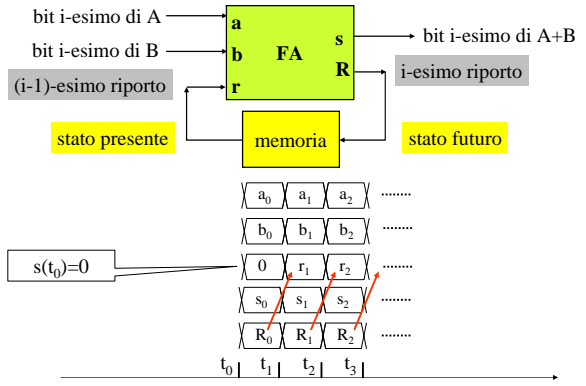 bit i-esimo di A
a
bit i-esimo di B
b
FA
s
bit i-esimo di A+B
R
(i-1)-esimo riporto
r
i-esimo riporto
stato presente
memoria
stato futuro
a0 a1 a2 ........
b0 b1 b2 ........
s(t0)=0
0 r1 r2 ........
s0 s1 s2 ........
R0 R1 R2 ........
t0 t1 t2 t3